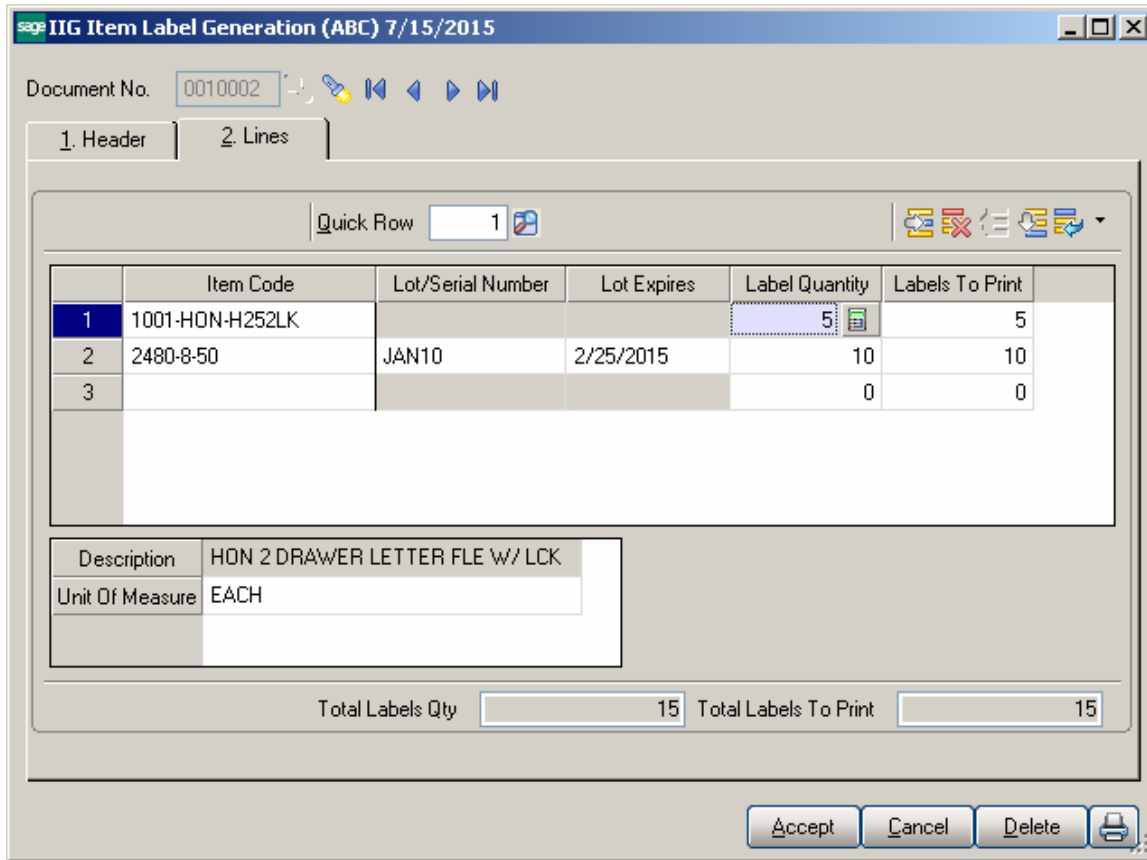 sage IIG Item Label Generation (ABC) 7/15/2015
Document No. 0010002
1. Header 2. Lines
Quick Row 1
Item Code Lot/Serial Number Lot Expires Label Quantity Labels To Print
1 1001-HON-H252LK 5 5
2 2480-8-50 JAN10 2/25/2015 10 10
3 0 0
Description HON 2 DRAWER LETTER FLE W/ LCK
Unit Of Measure EACH
Total Labels Qty 15 Total Labels To Print 15
Accept Cancel Delete